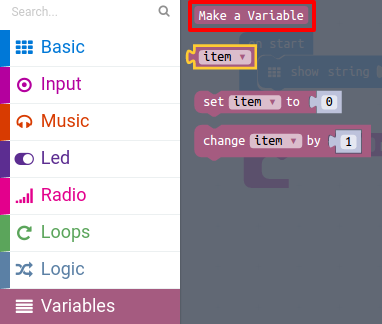 Search...
Basic
Input
Music
Led
Radio
Loops
Logic
Variables
Make a Variable
start
item
show string
set item to 0
change item by 1